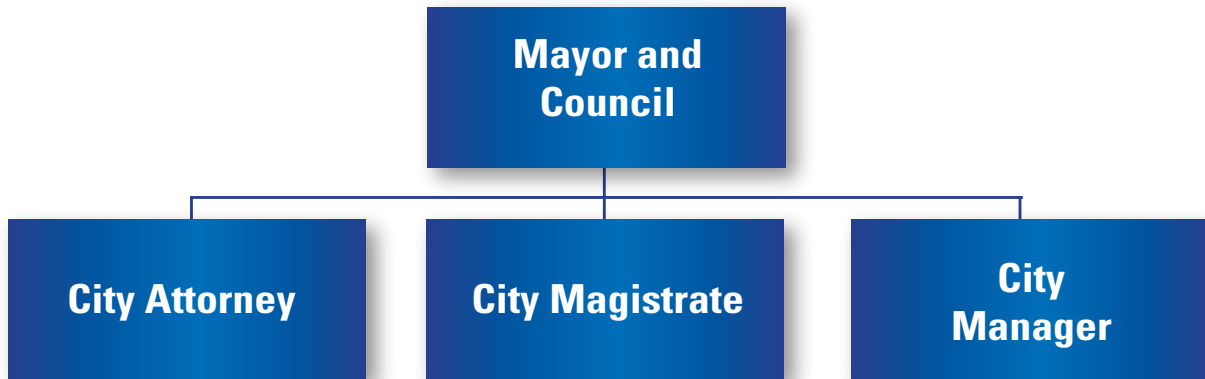 Mayor and
Council
City Attorney
City Magistrate
City
Manager